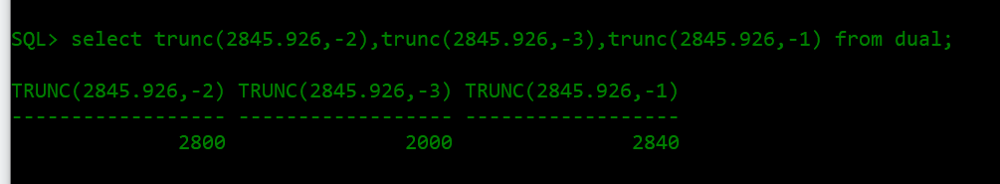 SQL> select trunc(2845.926,-2),trunc(2845.926,-3),trunc(2845.926,-1) from dual;
TRUNC(2845.926,-2) TRUNC(2845.926,-3) TRUNC(2845.926,-1)
------------------ ------------------ ------------------
2800 2000 2840